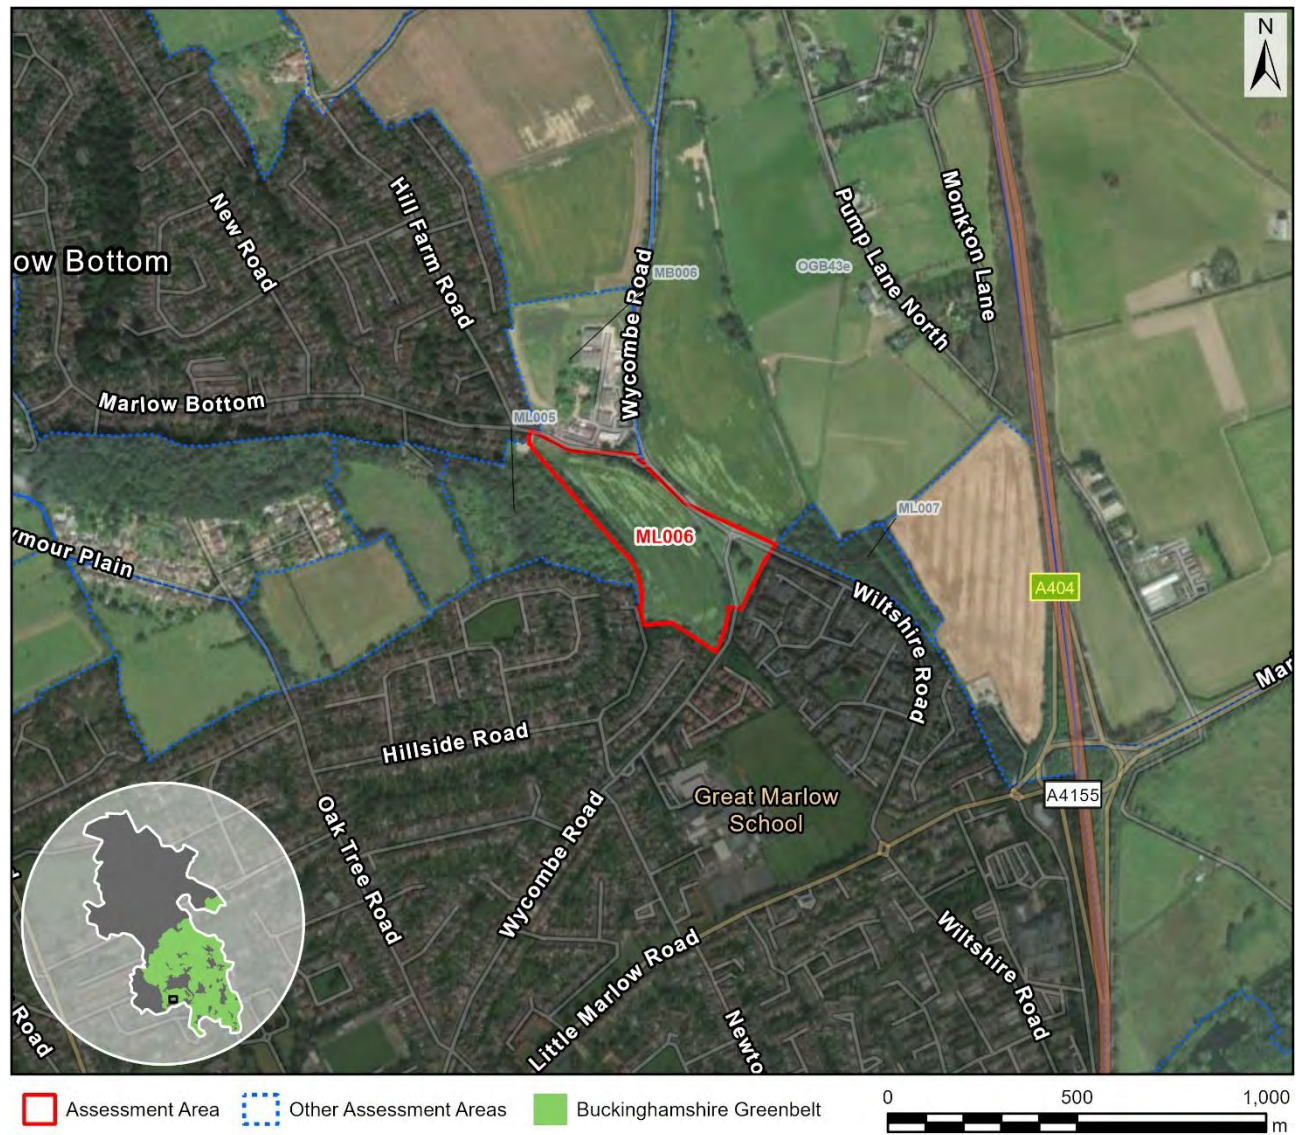 N
New Road
Hill Farm Road
Wycombe Road
Pump Lane North
Monkton Lane
ow Bottom
MB006
OGB43e
Marlow Bottom
ML005
ML006
ML007
A404
ymour Plain
Wiltshire Road
Mar
Hillside Road
A4155
Great Marlow
School
Oak Tree Road
Wycombe Road
Little Marlow Road
Wiltshire Road
Newto
Road
Assessment Area
Other Assessment Areas
Buckinghamshire Greenbelt
0 500 1,000
m